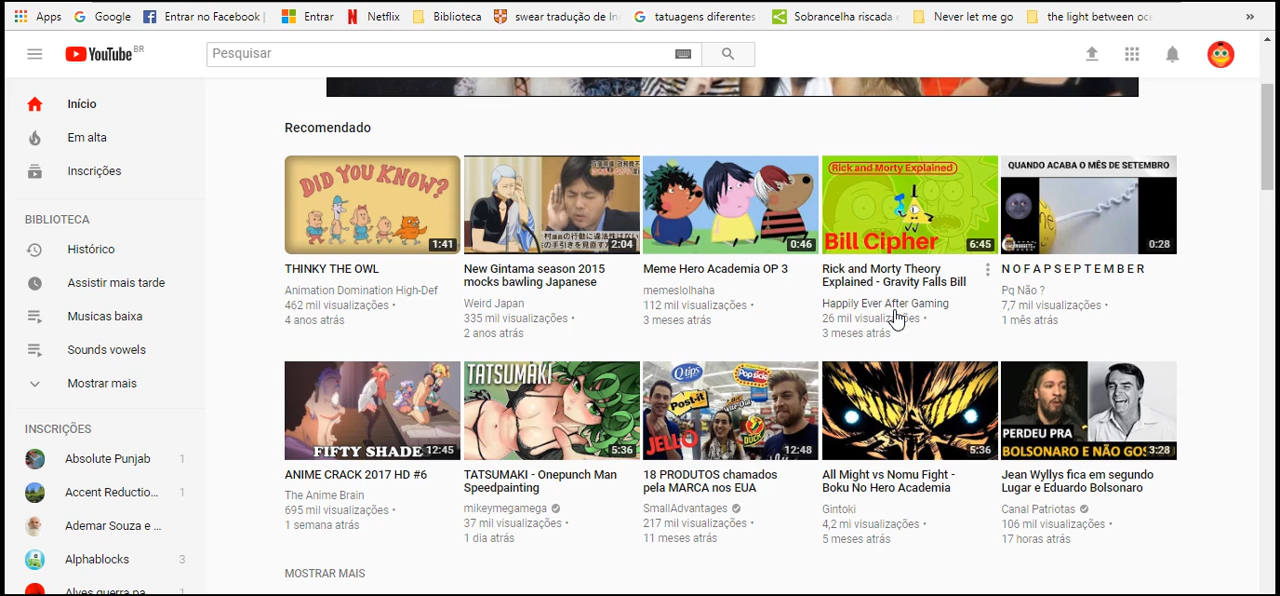 Apps Google Entrar no Facebook Entrar Netflix Biblioteca swear tradução de In tatuagens diferentes Sobrancelha riscada Never let me go the light between oce »
YouTube BR
Pesquisar
Início
Em alta
Inscrições
BIBLIOTECA
Histórico
Assistir mais tarde
Musicas baixa
Sounds vowels
Mostrar mais
INSCRIÇÕES
Absolute Punjab 1
Accent Reductio... 1
Ademar Souza e ...
Alphablocks 3
Alves guerra pa... 1
Recomendado
DID YOU KNOW?
1:41
THINKY THE OWL
Animation Domination High-Def
462 mil visualizações •
4 anos atrás
2:04
New Gintama season 2015
mocks bawling Japanese
Weird Japan
335 mil visualizações •
2 anos atrás
0:46
Meme Hero Academia OP 3
memeslolhaha
112 mil visualizações •
3 meses atrás
Rick and Morty Explained
Bill Cipher
6:45
Rick and Morty Theory
Explained - Gravity Falls Bill
Happily Ever After Gaming
26 mil visualizações •
3 meses atrás
QUANDO ACABA O MÊS DE SETEMBRO
0:28
N O F A P S E P T E M B E R
Pq Não ?
7,7 mil visualizações •
1 mês atrás
FIFTY SHADE
12:45
ANIME CRACK 2017 HD #6
The Anime Brain
695 mil visualizações •
1 semana atrás
TATSUMAKI
5:36
TATSUMAKI - Onepunch Man
Speedpainting
mikeymegamega
37 mil visualizações •
1 dia atrás
Q·tips
Popsicle
Post-it
JELLO
DUCK
12:48
18 PRODUTOS chamados
pela MARCA nos EUA
SmallAdvantages
217 mil visualizações •
11 meses atrás
5:36
All Might vs Nomu Fight -
Boku No Hero Academia
Gintoki
4,2 mi visualizações •
5 meses atrás
PERDEU PRA
BOLSONARO E NÃO GOS
3:28
Jean Wyllys fica em segundo
Lugar e Eduardo Bolsonaro
Canal Patriotas
106 mil visualizações •
17 horas atrás
MOSTRAR MAIS